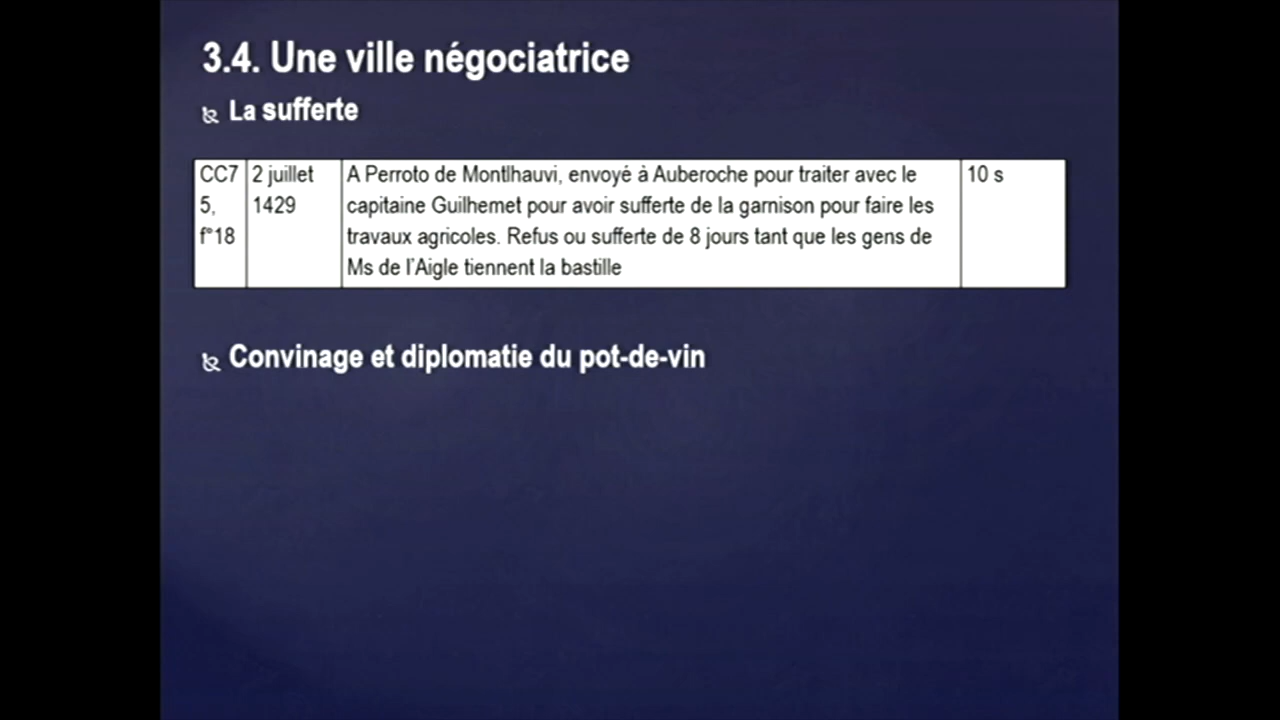 3.4. Une ville négociatrice
La sufferte
CC7 2 juillet A Perroto de Montlhauvi, envoyé à Auberoche pour traiter avec le 10 s
5, 1429 capitaine Guilhemet pour avoir sufferte de la garnison pour faire les
f°18 travaux agricoles. Refus ou sufferte de 8 jours tant que les gens de
Ms de l'Aigle tiennent la bastille
Convinage et diplomatie du pot-de-vin